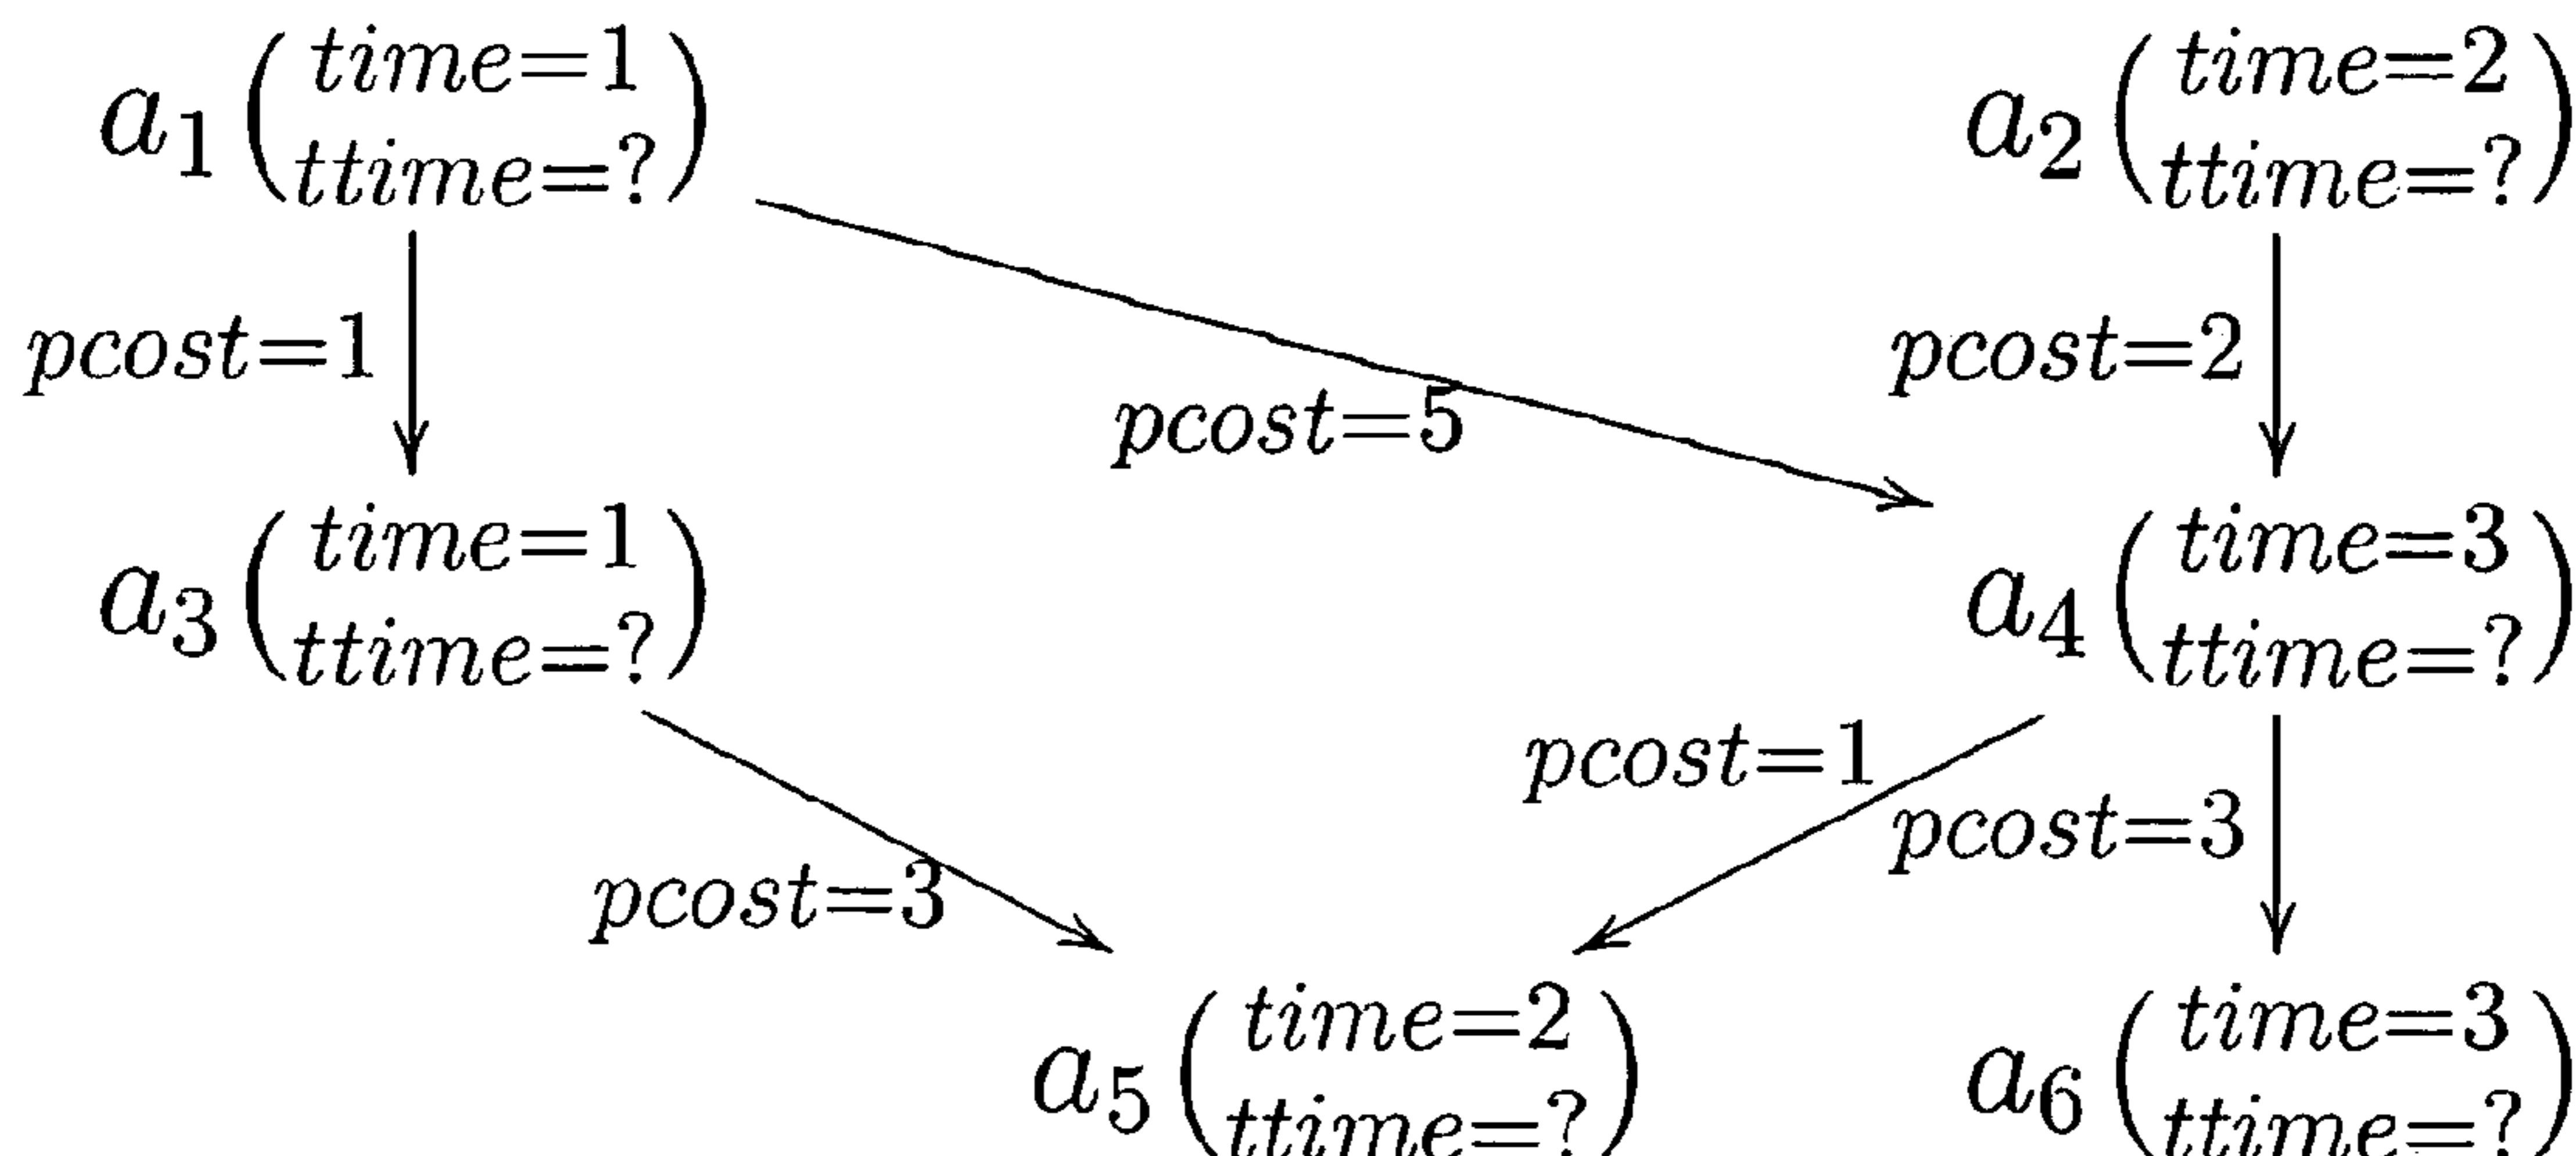 a1 (time=1 ttime=?)
a2 (time=2 ttime=?)
pcost=1
pcost=5
pcost=2
a3 (time=1 ttime=?)
a4 (time=3 ttime=?)
pcost=3
pcost=1
pcost=3
a5 (time=2 ttime=?)
a6 (time=3 ttime=?)